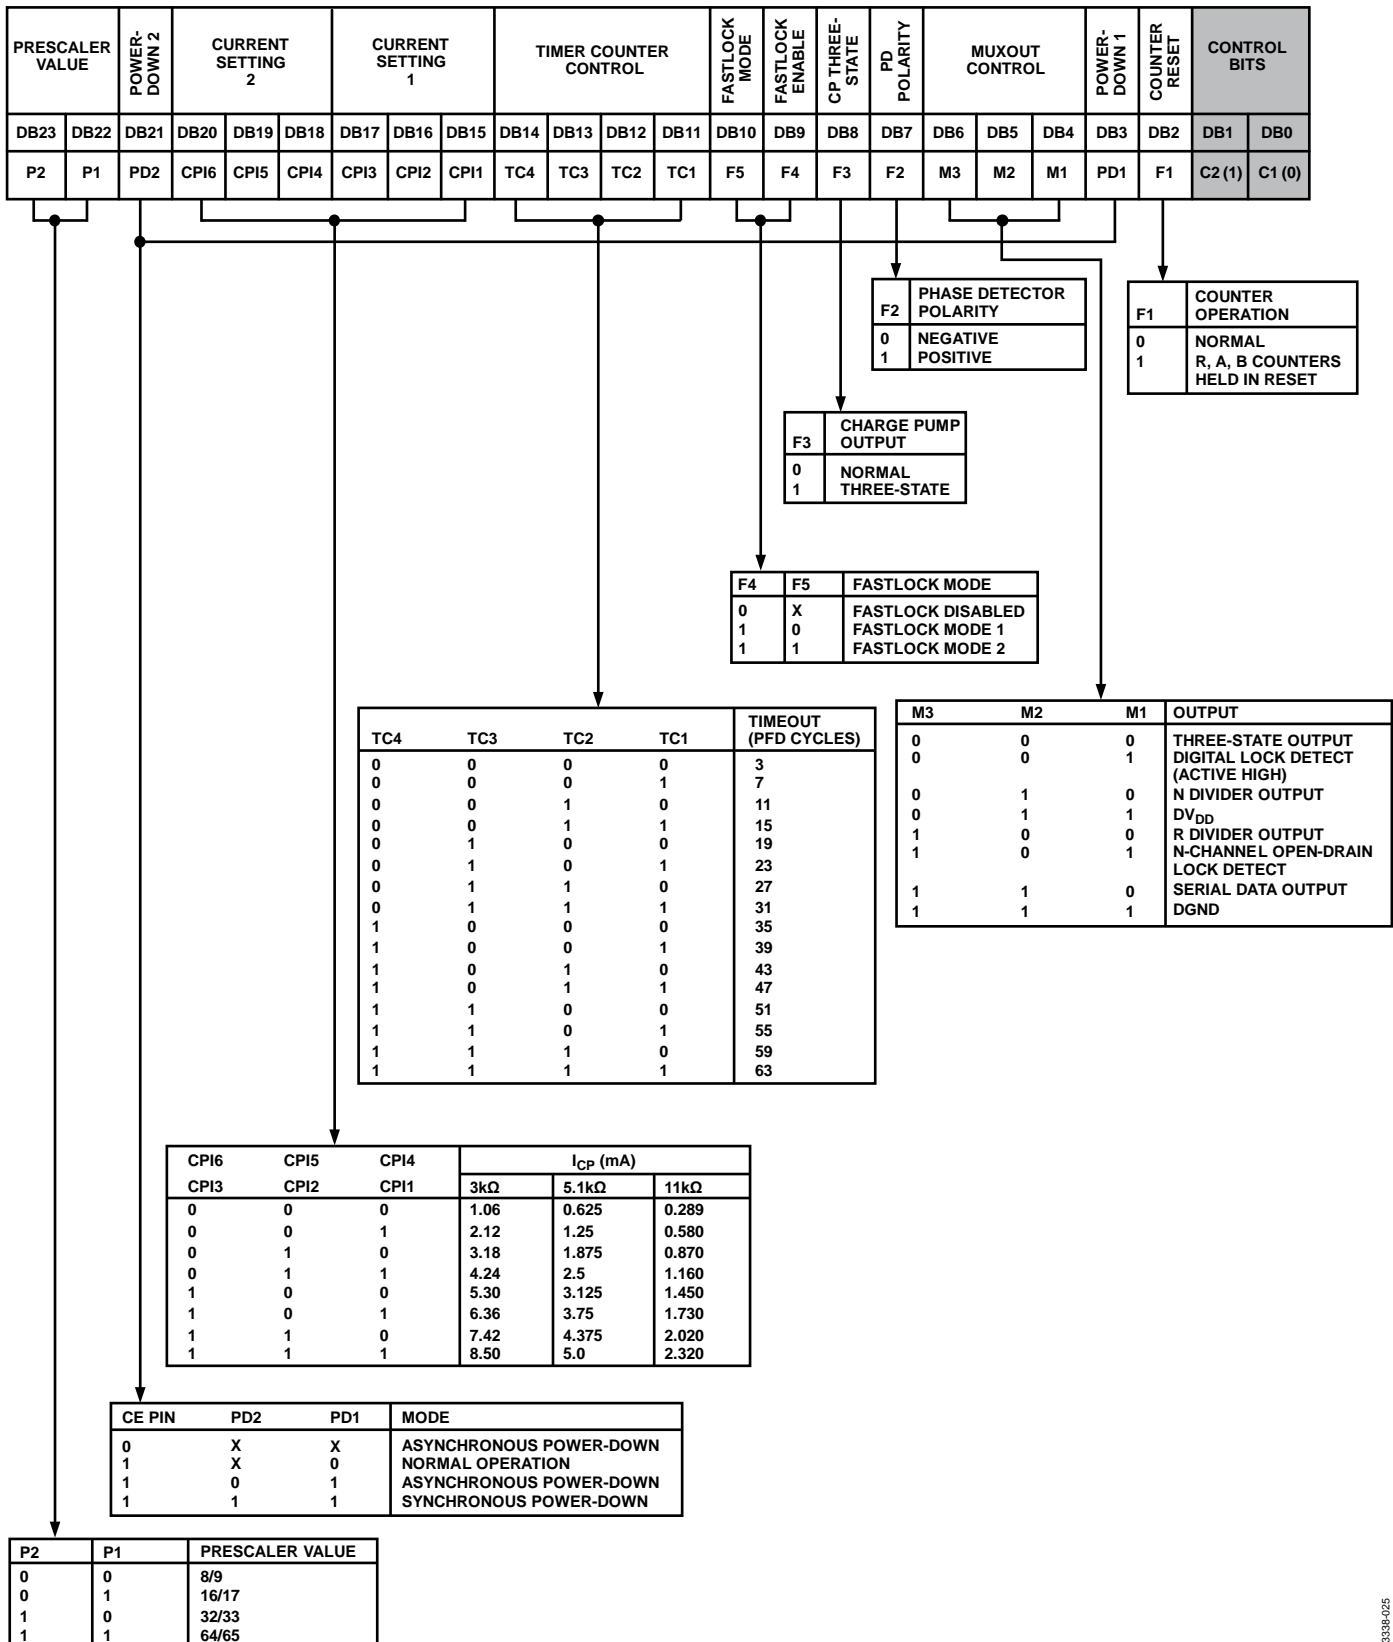 PRESCALER VALUE POWER-DOWN 2 CURRENT SETTING 2 CURRENT SETTING 1 TIMER COUNTER CONTROL FASTLOCK MODE FASTLOCK ENABLE CP THREE-STATE PD POLARITY MUXOUT CONTROL POWER-DOWN 1 COUNTER RESET CONTROL BITS
DB23 DB22 DB21 DB20 DB19 DB18 DB17 DB16 DB15 DB14 DB13 DB12 DB11 DB10 DB9 DB8 DB7 DB6 DB5 DB4 DB3 DB2 DB1 DB0
P2 P1 PD2 CPI6 CPI5 CPI4 CPI3 CPI2 CPI1 TC4 TC3 TC2 TC1 F5 F4 F3 F2 M3 M2 M1 PD1 F1 C2 (1) C1 (0)
F2 PHASE DETECTOR POLARITY
0 NEGATIVE
1 POSITIVE
F1 COUNTER OPERATION
0 NORMAL
1 R, A, B COUNTERS
HELD IN RESET
F3 CHARGE PUMP OUTPUT
0 NORMAL
1 THREE-STATE
F4 F5 FASTLOCK MODE
0 X FASTLOCK DISABLED
1 0 FASTLOCK MODE 1
1 1 FASTLOCK MODE 2
M3 M2 M1 OUTPUT
0 0 0 THREE-STATE OUTPUT
0 0 1 DIGITAL LOCK DETECT
(ACTIVE HIGH)
0 1 0 N DIVIDER OUTPUT
0 1 1 DVDD
1 0 0 R DIVIDER OUTPUT
1 0 1 N-CHANNEL OPEN-DRAIN
LOCK DETECT
1 1 0 SERIAL DATA OUTPUT
1 1 1 DGND
TC4 TC3 TC2 TC1 TIMEOUT (PFD CYCLES)
0 0 0 0 3
0 0 0 1 7
0 0 1 0 11
0 0 1 1 15
0 1 0 0 19
0 1 0 1 23
0 1 1 0 27
0 1 1 1 31
1 0 0 0 35
1 0 0 1 39
1 0 1 0 43
1 0 1 1 47
1 1 0 0 51
1 1 0 1 55
1 1 1 0 59
1 1 1 1 63
CPI6 CPI5 CPI4 ICP (mA)
CPI3 CPI2 CPI1 3kΩ 5.1kΩ 11kΩ
0 0 0 1.06 0.625 0.289
0 0 1 2.12 1.25 0.580
0 1 0 3.18 1.875 0.870
0 1 1 4.24 2.5 1.160
1 0 0 5.30 3.125 1.450
1 0 1 6.36 3.75 1.730
1 1 0 7.42 4.375 2.020
1 1 1 8.50 5.0 2.320
CE PIN PD2 PD1 MODE
0 X X ASYNCHRONOUS POWER-DOWN
1 X 0 NORMAL OPERATION
1 0 1 ASYNCHRONOUS POWER-DOWN
1 1 1 SYNCHRONOUS POWER-DOWN
P2 P1 PRESCALER VALUE
0 0 8/9
0 1 16/17
1 0 32/33
1 1 64/65
3338-025